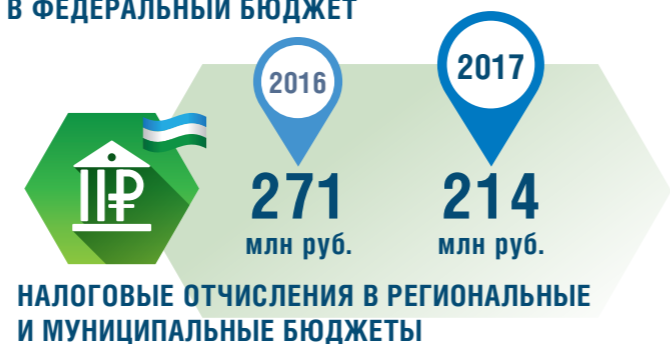 В ФЕДЕРАЛЬНЫЙ БЮДЖЕТ
2016 2017
271 214
млн руб. млн руб.
НАЛОГОВЫЕ ОТЧИСЛЕНИЯ В РЕГИОНАЛЬНЫЕ
И МУНИЦИПАЛЬНЫЕ БЮДЖЕТЫ